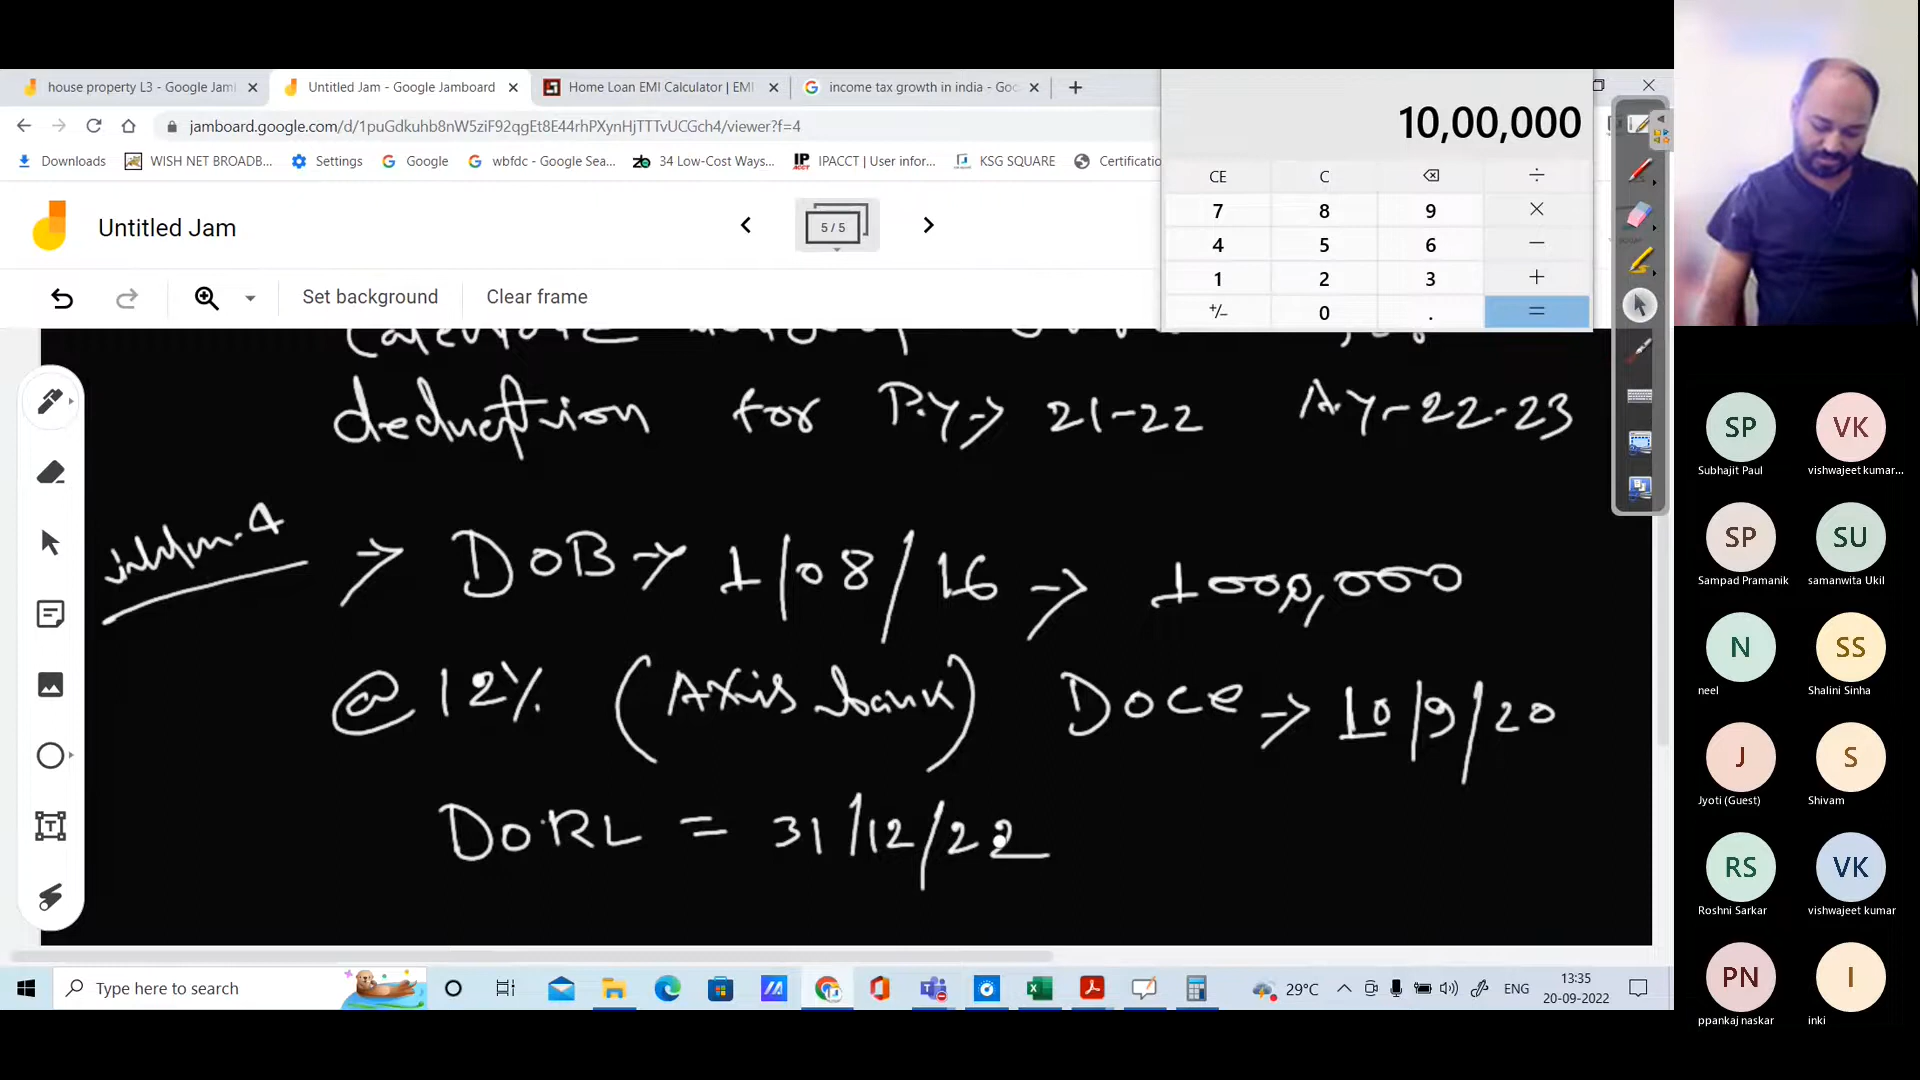 house property L3 - Google Jaml
Untitled Jam - Google Jamboard
Home Loan EMI Calculator | EMI
income tax growth in india - Goo
jamboard.google.com/d/1puGdkuhb8nW5ziF92qgEt8E44rhPXynHjTTTvUCGch4/viewer?f=4
Downloads
WISH NET BROADB...
Settings
Google
wbfdc - Google Sea...
34 Low-Cost Ways...
IPACCT | User infor...
KSG SQUARE
Certificatio
10,00,000
CE C ÷
7 8 9 ×
4 5 6 −
1 2 3 +
+/− 0 . =
Untitled Jam
5 / 5
Set background
Clear frame
deduction for P.Y→ 21-22 A.Y-22-23
→ DOB→ 1/08/16 → 1000,000
@ 12% (Axis bank) DOCC→ 10/9/20
DORL = 31/12/22
SP
Subhajit Paul
VK
vishwajeet kumar...
SP
Sampad Pramanik
SU
samanwita Ukil
N
neel
SS
Shalini Sinha
J
Jyoti (Guest)
S
Shivam
RS
Roshni Sarkar
VK
vishwajeet kumar
PN
ppankaj naskar
I
inki
Type here to search
29°C
ENG
13:35
20-09-2022